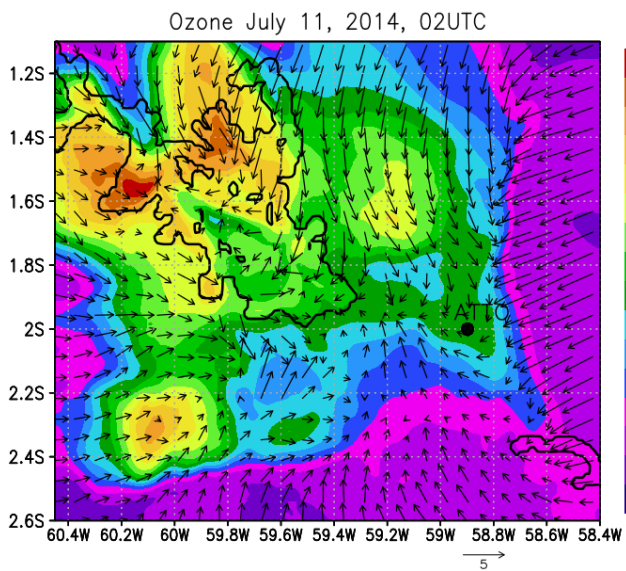 Ozone July 11, 2014, 02UTC
1.2S
1.4S
1.6S
1.8S
2S
2.2S
2.4S
2.6S
ATTO
60.4W 60.2W 60W 59.8W 59.6W 59.4W 59.2W 59W 58.8W 58.6W 58.4W
5